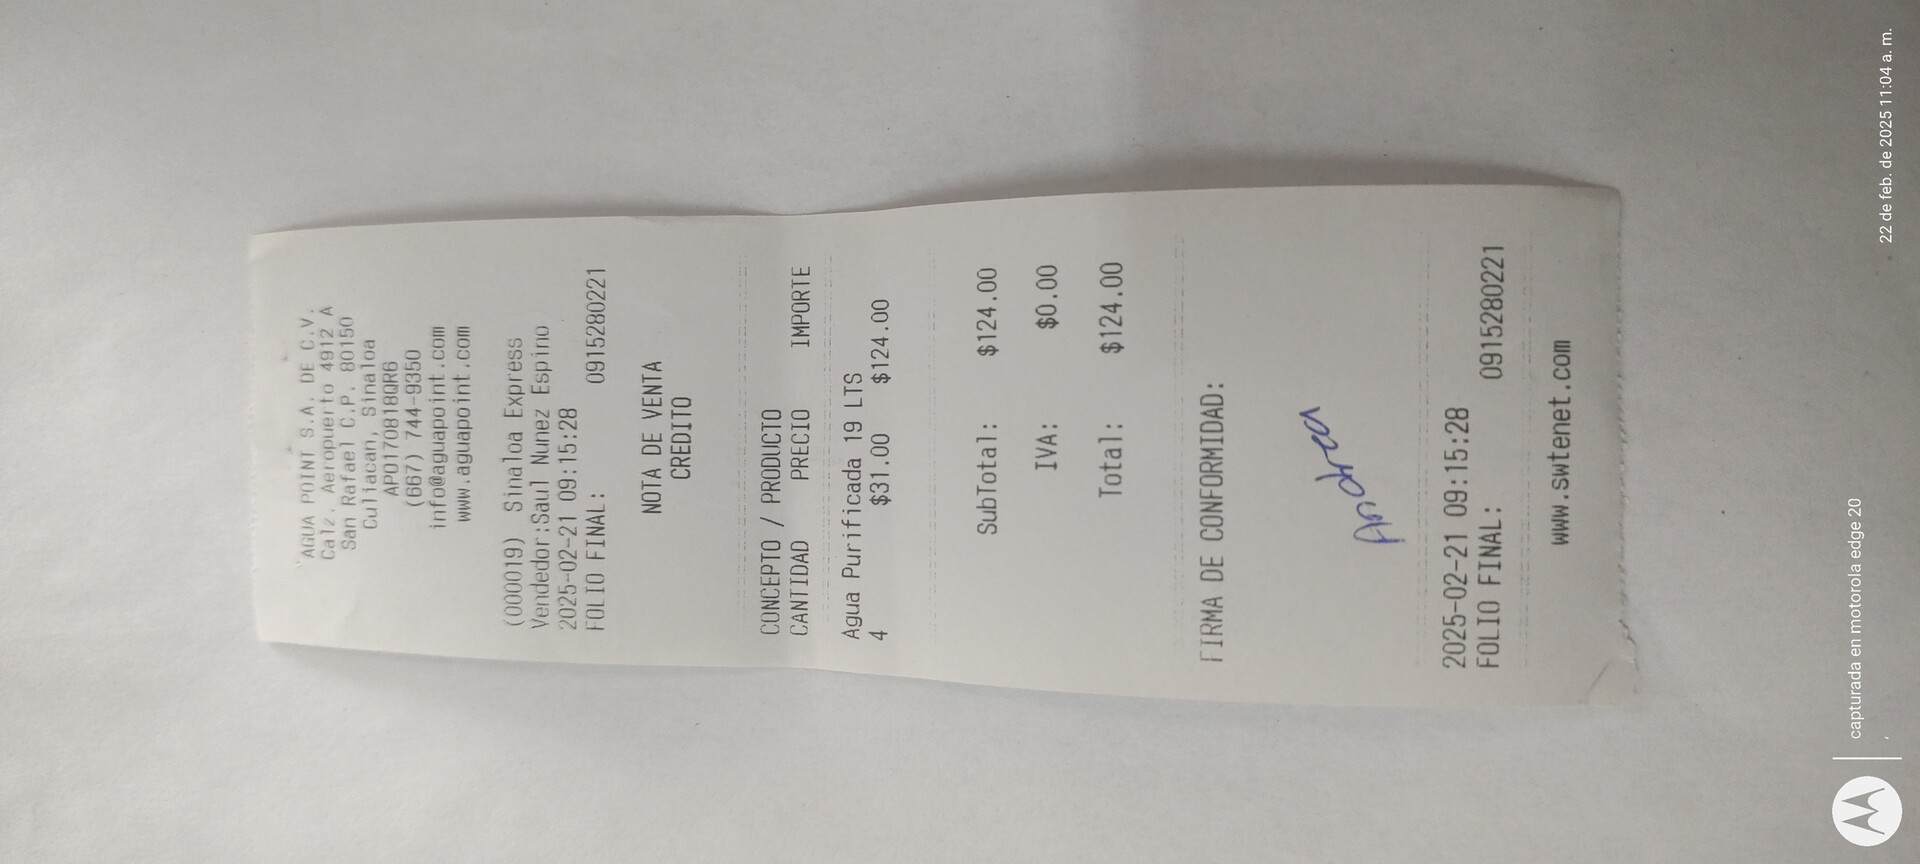 AGUA POINT S.A. DE C.V.
Calz. Aeropuerto 4912 A
San Rafael C.P. 80150
Culiacan, Sinaloa
APO170818QR6
(667) 744-9350
info@aguapoint.com
www.aguapoint.com
(000019) Sinaloa Express
Vendedor:Saul Nunez Espino
2025-02-21 09:15:28
FOLIO FINAL: 0915280221
NOTA DE VENTA
CREDITO
CONCEPTO / PRODUCTO
CANTIDAD PRECIO IMPORTE
Agua Purificada 19 LTS
4 $31.00 $124.00
SubTotal: $124.00
IVA: $0.00
Total: $124.00
FIRMA DE CONFORMIDAD:
Andrea
2025-02-21 09:15:28
FOLIO FINAL: 0915280221
www.swtenet.com
capturada en motorola edge 20
22 de feb. de 2025 11:04 a. m.